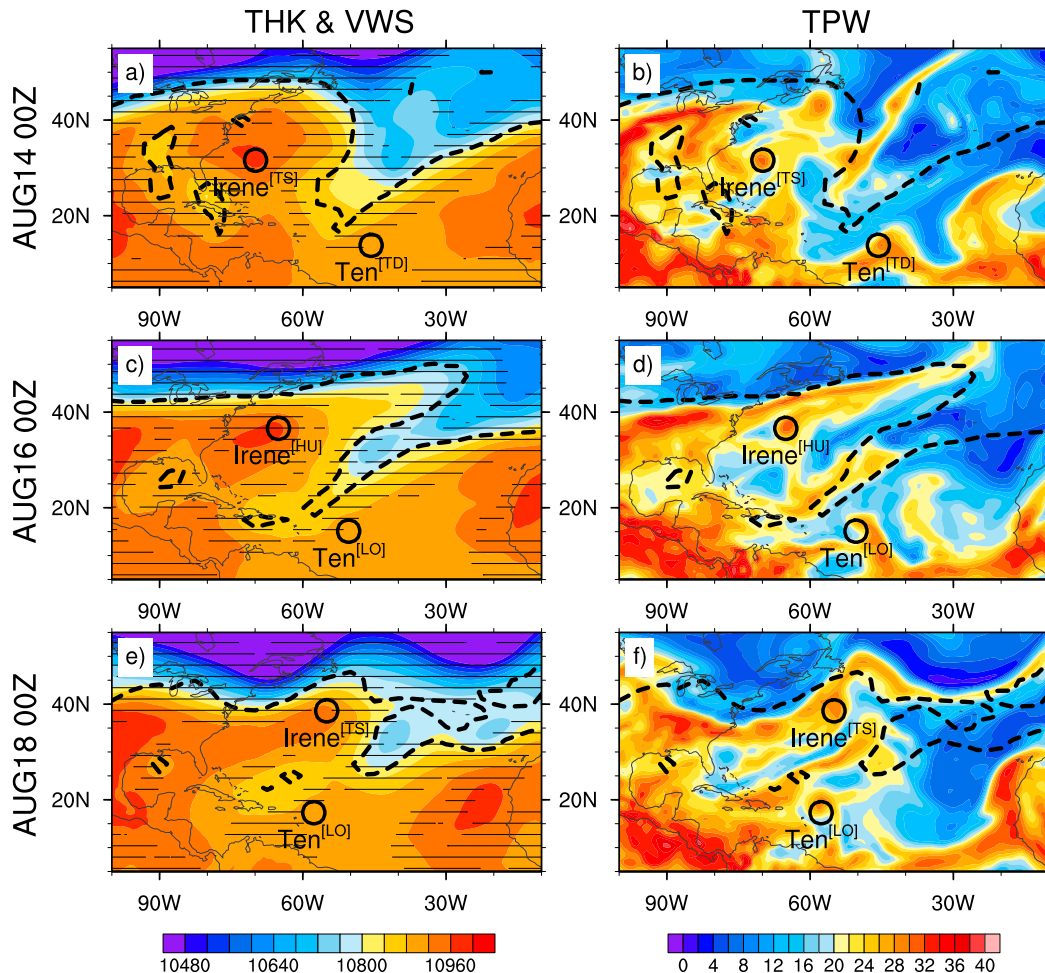 THK & VWS
TPW
AUG14 00Z
a)
40N
20N
Irene[TS]
Ten[TD]
90W 60W 30W
b)
40N
20N
Irene[TS]
Ten[TD]
90W 60W 30W
AUG16 00Z
c)
40N
20N
Irene[HU]
Ten[LO]
90W 60W 30W
d)
40N
20N
Irene[HU]
Ten[LO]
90W 60W 30W
AUG18 00Z
e)
40N
20N
Irene[TS]
Ten[LO]
90W 60W 30W
f)
40N
20N
Irene[TS]
Ten[LO]
90W 60W 30W
10480 10640 10800 10960
0 4 8 12 16 20 24 28 32 36 40